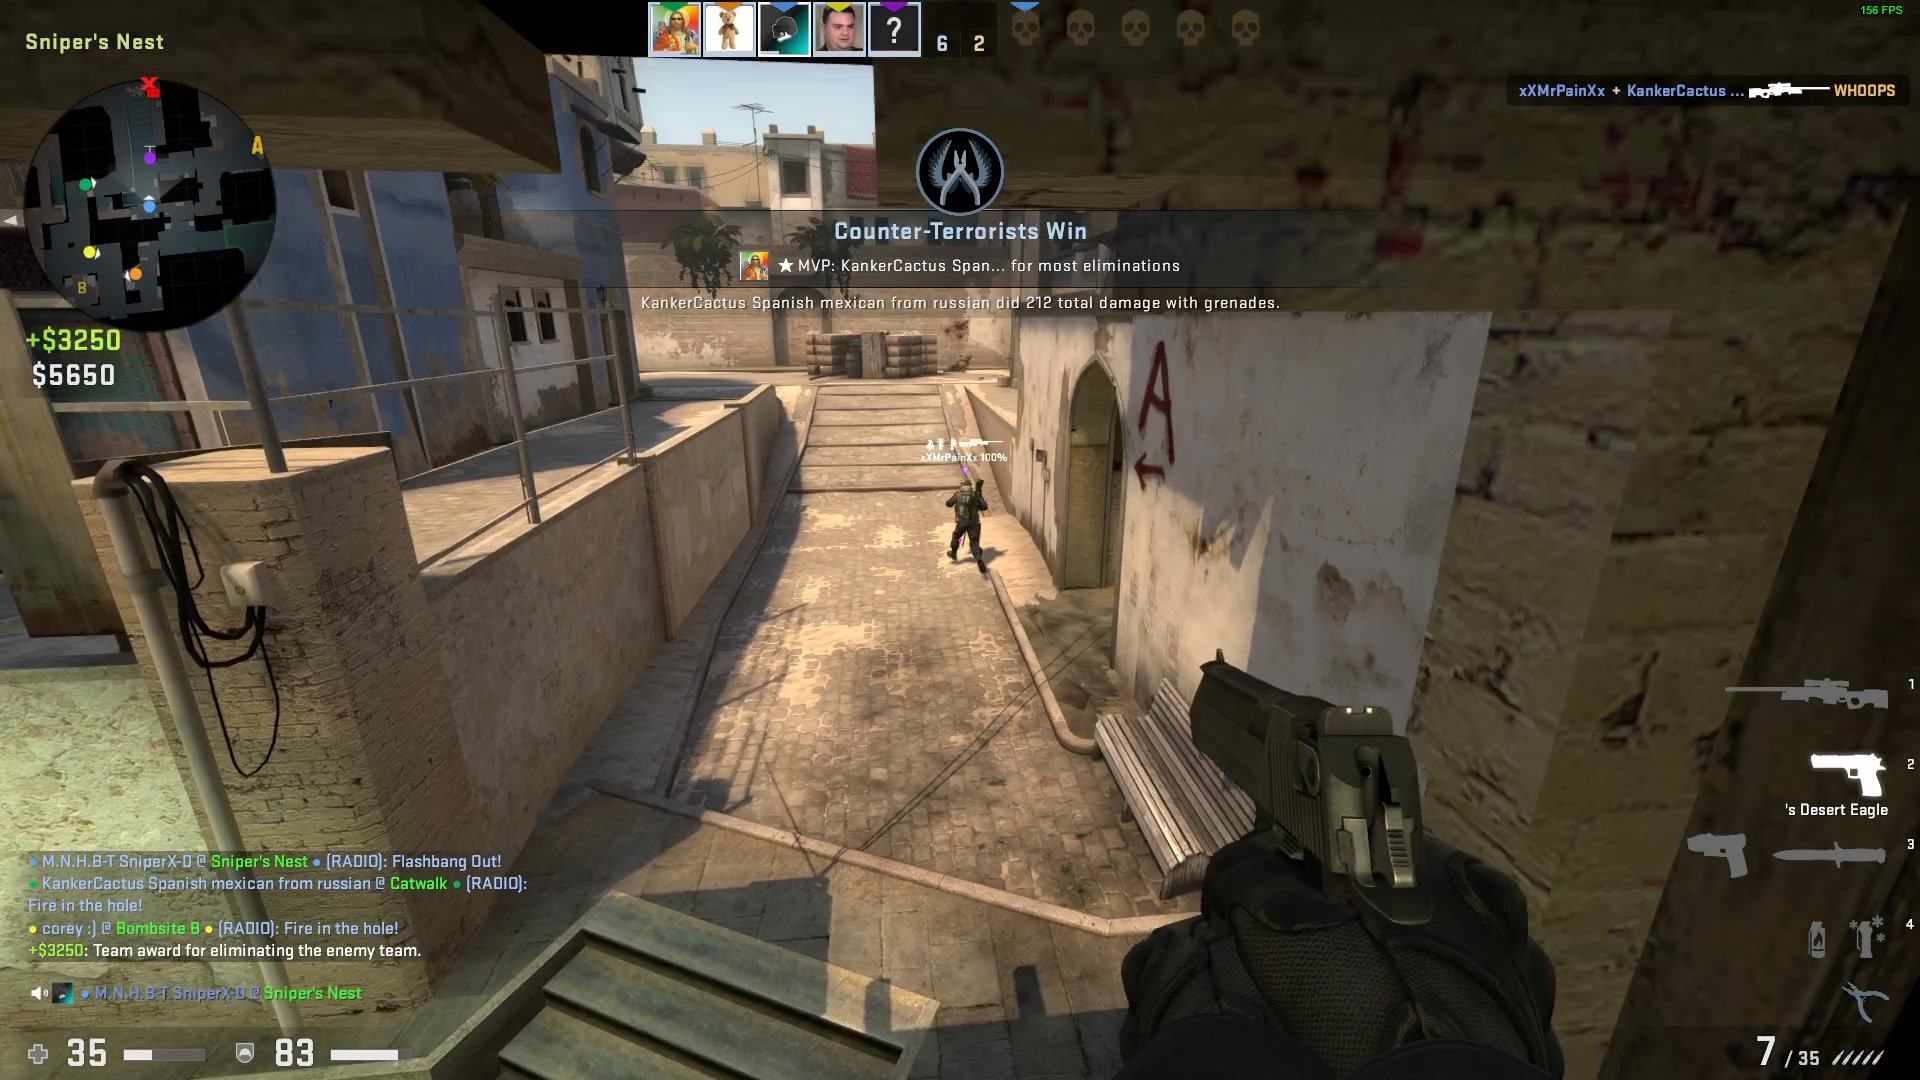 156 FPS
Sniper's Nest
?
6 2
xXMrPainXx + KankerCactus ... WHOOPS
A
B
Counter-Terrorists Win
★ MVP: KankerCactus Span... for most eliminations
KankerCactus Spanish mexican from russian did 212 total damage with grenades.
+$3250
$5650
A
xXMrPainXx 100%
1
2
's Desert Eagle
3
4
M.N.H.B-T SniperX-D @ Sniper's Nest ● (RADIO): Flashbang Out!
● KankerCactus Spanish mexican from russian @ Catwalk ● (RADIO):
Fire in the hole!
● corey :) @ Bombsite B ● (RADIO): Fire in the hole!
+$3250: Team award for eliminating the enemy team.
● M.N.H.B-T SniperX-D @ Sniper's Nest
35 83
7 / 35